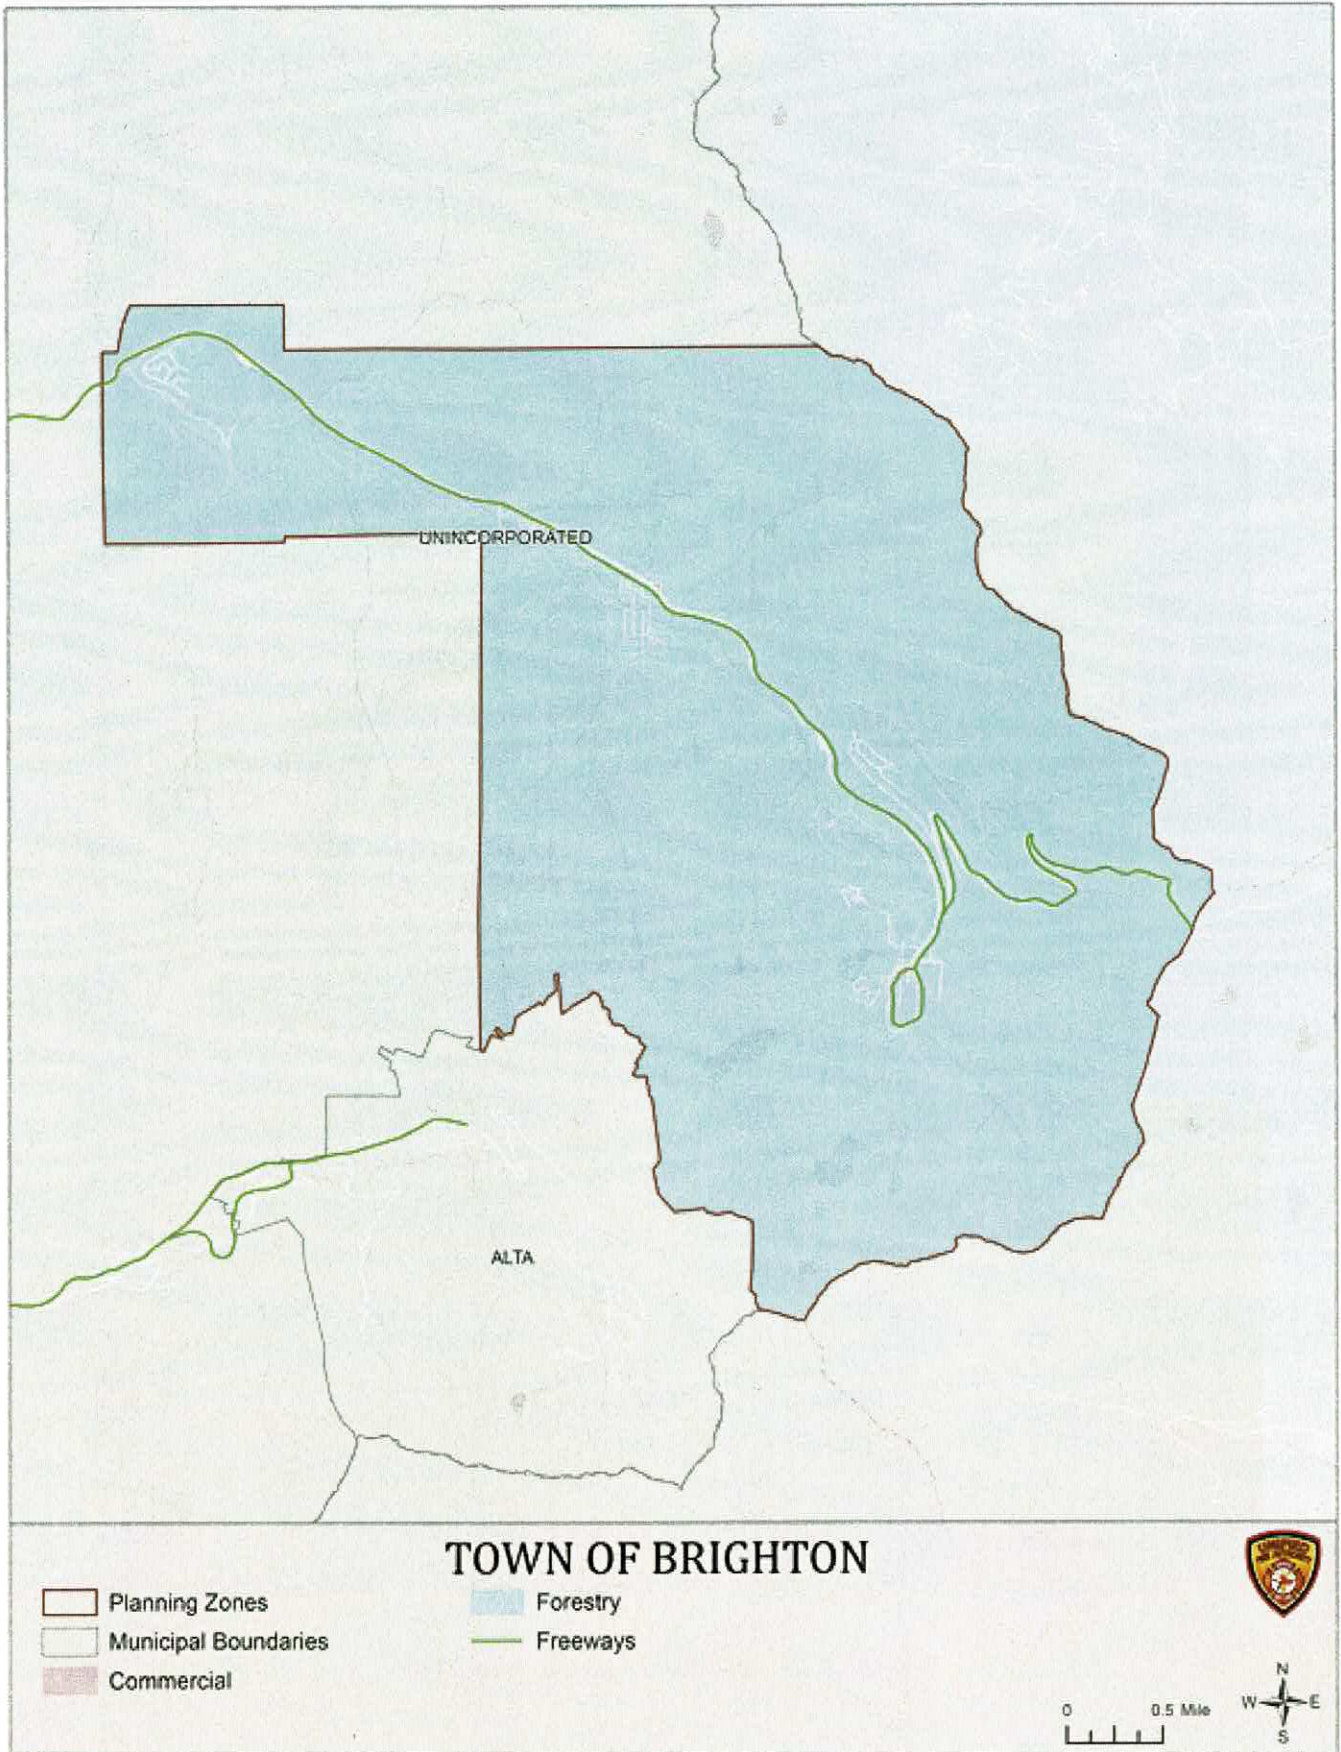 UNINCORPORATED
ALTA
TOWN OF BRIGHTON
Planning Zones
Municipal Boundaries
Commercial
Forestry
Freeways
0 0.5 Mile
N
W E
S